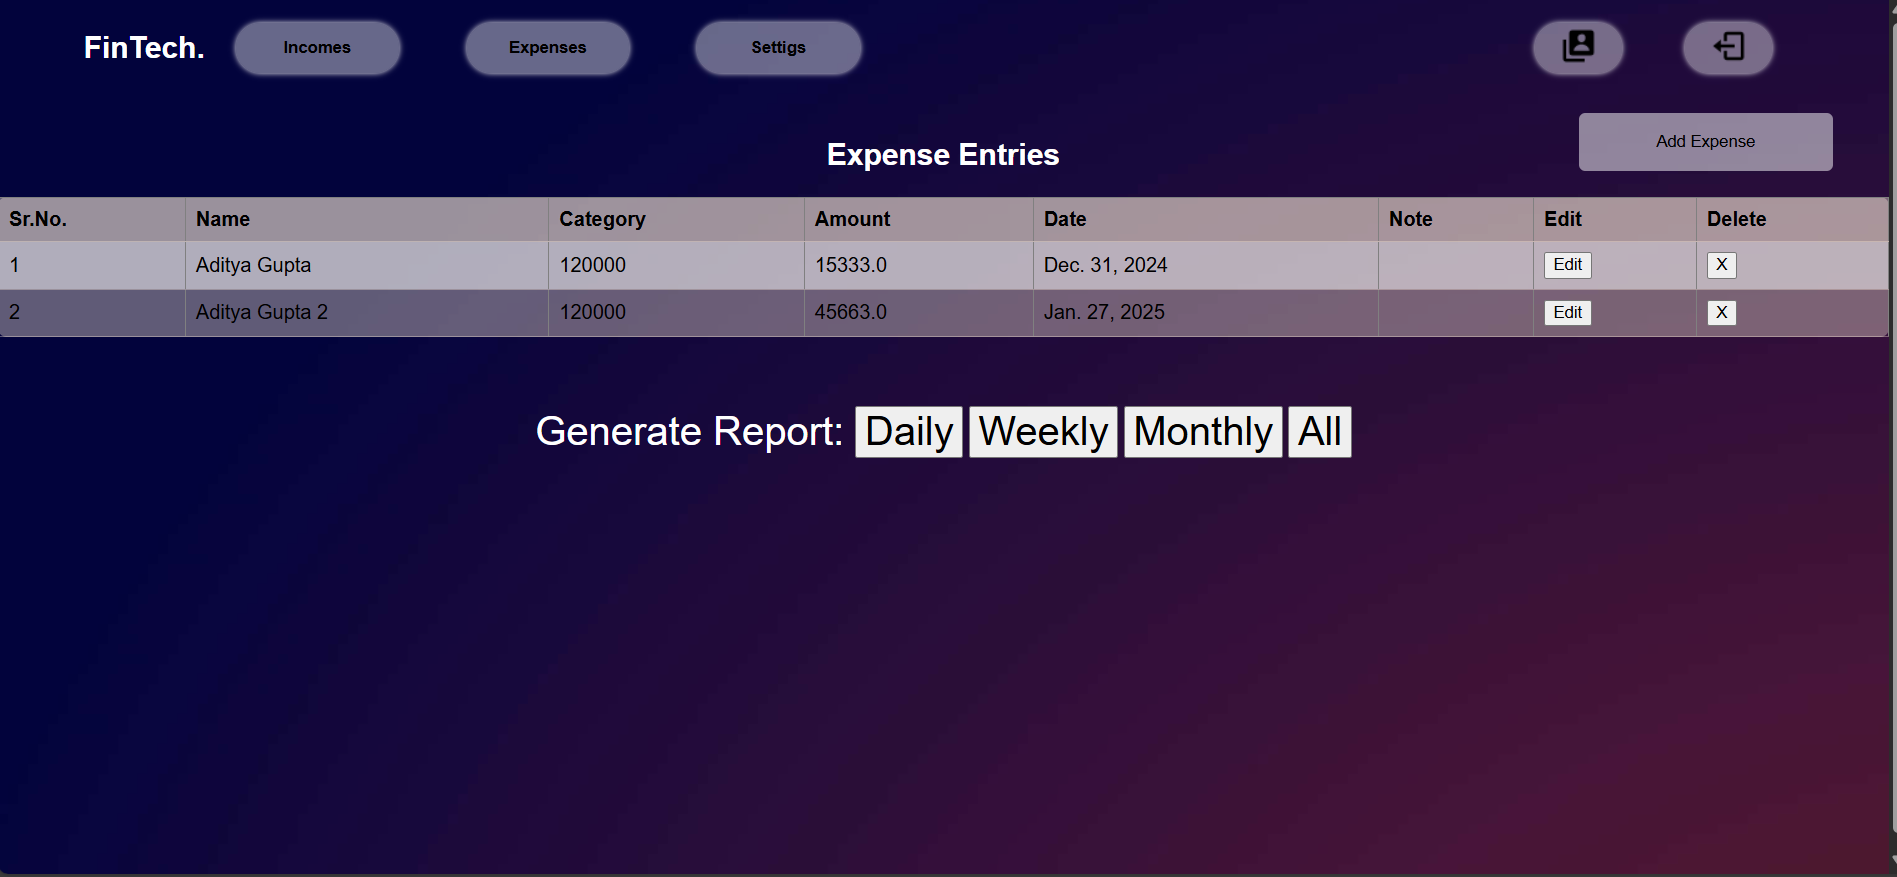 FinTech. Incomes Expenses Settigs
Add Expense
Expense Entries
Sr.No. Name Category Amount Date Note Edit Delete
1 Aditya Gupta 120000 15333.0 Dec. 31, 2024 Edit X
2 Aditya Gupta 2 120000 45663.0 Jan. 27, 2025 Edit X
Generate Report: Daily Weekly Monthly All